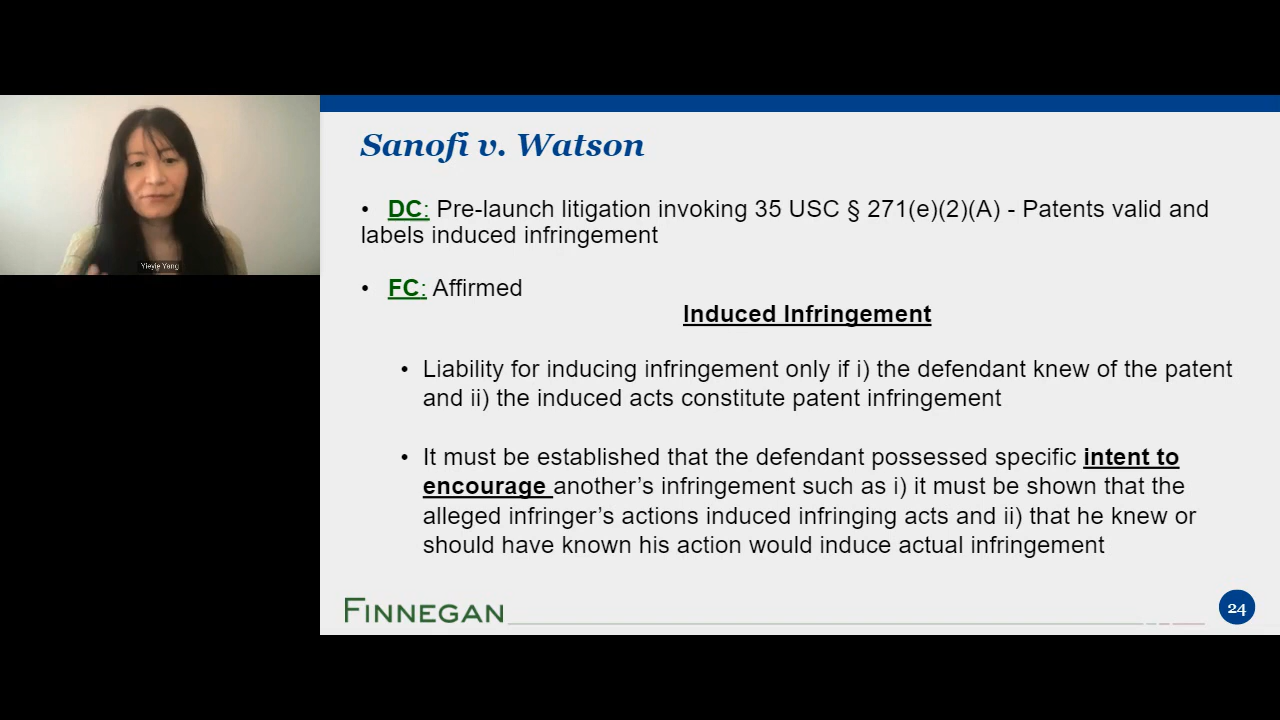 Sanofi v. Watson
• DC: Pre-launch litigation invoking 35 USC § 271(e)(2)(A) - Patents valid and
labels induced infringement
• FC: Affirmed
Induced Infringement
• Liability for inducing infringement only if i) the defendant knew of the patent
and ii) the induced acts constitute patent infringement
• It must be established that the defendant possessed specific intent to
encourage another’s infringement such as i) it must be shown that the
alleged infringer’s actions induced infringing acts and ii) that he knew or
should have known his action would induce actual infringement
FINNEGAN
24